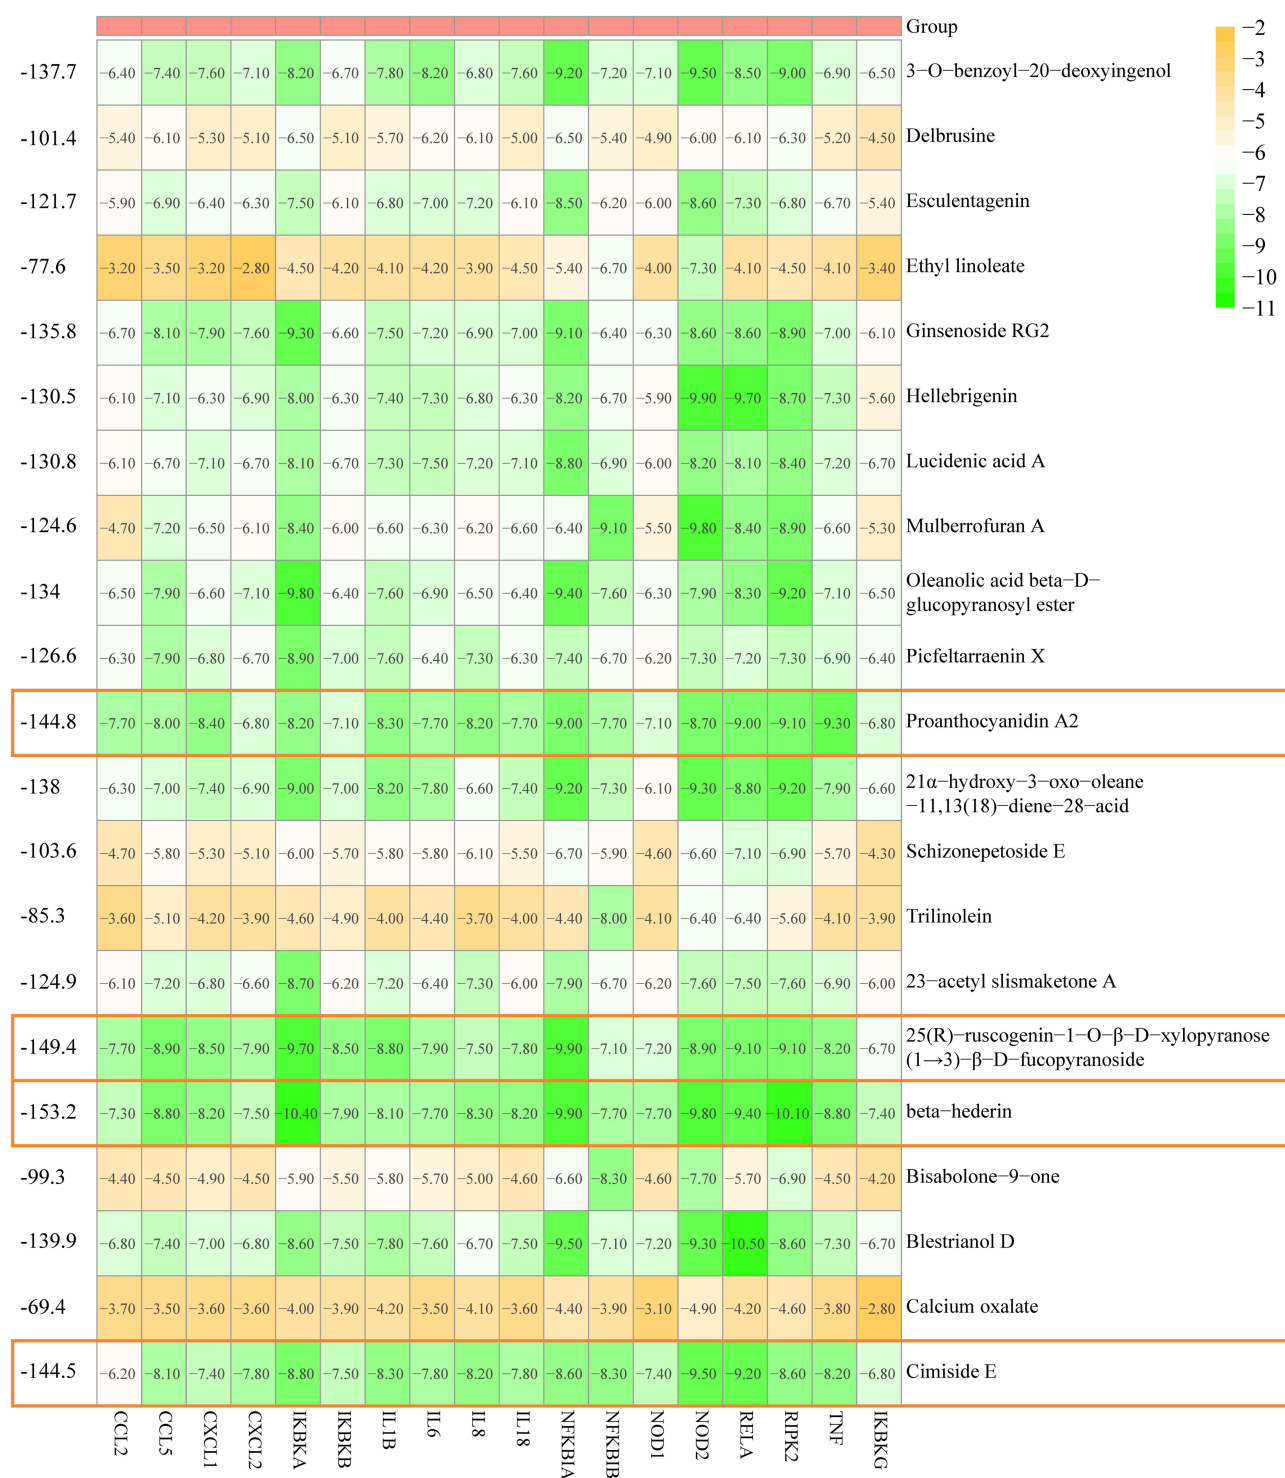 Group
-137.7 −6.40 −7.40 −7.60 −7.10 −8.20 −6.70 −7.80 −8.20 −6.80 −7.60 −9.20 −7.20 −7.10 −9.50 −8.50 −9.00 −6.90 −6.50 3−O−benzoyl−20−deoxyingenol
-101.4 −5.40 −6.10 −5.30 −5.10 −6.50 −5.10 −5.70 −6.20 −6.10 −5.00 −6.50 −5.40 −4.90 −6.00 −6.10 −6.30 −5.20 −4.50 Delbrusine
-121.7 −5.90 −6.90 −6.40 −6.30 −7.50 −6.10 −6.80 −7.00 −7.20 −6.10 −8.50 −6.20 −6.00 −8.60 −7.30 −6.80 −6.70 −5.40 Esculentagenin
-77.6 −3.20 −3.50 −3.20 −2.80 −4.50 −4.20 −4.10 −4.20 −3.90 −4.50 −5.40 −6.70 −4.00 −7.30 −4.10 −4.50 −4.10 −3.40 Ethyl linoleate
-135.8 −6.70 −8.10 −7.90 −7.60 −9.30 −6.60 −7.50 −7.20 −6.90 −7.00 −9.10 −6.40 −6.30 −8.60 −8.60 −8.90 −7.00 −6.10 Ginsenoside RG2
-130.5 −6.10 −7.10 −6.30 −6.90 −8.00 −6.30 −7.40 −7.30 −6.80 −6.30 −8.20 −6.70 −5.90 −9.90 −9.70 −8.70 −7.30 −5.60 Hellebrigenin
-130.8 −6.10 −6.70 −7.10 −6.70 −8.10 −6.70 −7.30 −7.50 −7.20 −7.10 −8.80 −6.90 −6.00 −8.20 −8.10 −8.40 −7.20 −6.70 Lucidenic acid A
-124.6 −4.70 −7.20 −6.50 −6.10 −8.40 −6.00 −6.60 −6.30 −6.20 −6.60 −6.40 −9.10 −5.50 −9.80 −8.40 −8.90 −6.60 −5.30 Mulberrofuran A
-134 −6.50 −7.90 −6.60 −7.10 −9.80 −6.40 −7.60 −6.90 −6.50 −6.40 −9.40 −7.60 −6.30 −7.90 −8.30 −9.20 −7.10 −6.50 Oleanolic acid beta−D−
glucopyranosyl ester
-126.6 −6.30 −7.90 −6.80 −6.70 −8.90 −7.00 −7.60 −6.40 −7.30 −6.30 −7.40 −6.70 −6.20 −7.30 −7.20 −7.30 −6.90 −6.40 Picfeltarraenin X
-144.8 −7.70 −8.00 −8.40 −6.80 −8.20 −7.10 −8.30 −7.70 −8.20 −7.70 −9.00 −7.70 −7.10 −8.70 −9.00 −9.10 −9.30 −6.80 Proanthocyanidin A2
-138 −6.30 −7.00 −7.40 −6.90 −9.00 −7.00 −8.20 −7.80 −6.60 −7.40 −9.20 −7.30 −6.10 −9.30 −8.80 −9.20 −7.90 −6.60 21α−hydroxy−3−oxo−oleane
−11,13(18)−diene−28−acid
-103.6 −4.70 −5.80 −5.30 −5.10 −6.00 −5.70 −5.80 −5.80 −6.10 −5.50 −6.70 −5.90 −4.60 −6.60 −7.10 −6.90 −5.70 −4.30 Schizonepetoside E
-85.3 −3.60 −5.10 −4.20 −3.90 −4.60 −4.90 −4.00 −4.40 −3.70 −4.00 −4.40 −8.00 −4.10 −6.40 −6.40 −5.60 −4.10 −3.90 Trilinolein
-124.9 −6.10 −7.20 −6.80 −6.60 −8.70 −6.20 −7.20 −6.40 −7.30 −6.00 −7.90 −6.70 −6.20 −7.60 −7.50 −7.60 −6.90 −6.00 23−acetyl slismaketone A
-149.4 −7.70 −8.90 −8.50 −7.90 −9.70 −8.50 −8.80 −7.90 −7.50 −7.80 −9.90 −7.10 −7.20 −8.90 −9.10 −9.10 −8.20 −6.70 25(R)−ruscogenin−1−O−β−D−xylopyranose
(1→3)−β−D−fucopyranoside
-153.2 −7.30 −8.80 −8.20 −7.50 −10.40 −7.90 −8.10 −7.70 −8.30 −8.20 −9.90 −7.70 −7.70 −9.80 −9.40 −10.10 −8.80 −7.40 beta−hederin
-99.3 −4.40 −4.50 −4.90 −4.50 −5.90 −5.50 −5.80 −5.70 −5.00 −4.60 −6.60 −8.30 −4.60 −7.70 −5.70 −6.90 −4.50 −4.20 Bisabolone−9−one
-139.9 −6.80 −7.40 −7.00 −6.80 −8.60 −7.50 −7.80 −7.60 −6.70 −7.50 −9.50 −7.10 −7.20 −9.30 −10.50 −8.60 −7.30 −6.70 Blestrianol D
-69.4 −3.70 −3.50 −3.60 −3.60 −4.00 −3.90 −4.20 −3.50 −4.10 −3.60 −4.40 −3.90 −3.10 −4.90 −4.20 −4.60 −3.80 −2.80 Calcium oxalate
-144.5 −6.20 −8.10 −7.40 −7.80 −8.80 −7.50 −8.30 −7.80 −8.20 −7.80 −8.60 −8.30 −7.40 −9.50 −9.20 −8.60 −8.20 −6.80 Cimiside E
CCL2 CCL5 CXCL1 CXCL2 IKBKA IKBKB IL1B IL6 IL8 IL18 NFKBIA NFKBIB NOD1 NOD2 RELA RIPK2 TNF IKBKG
−2
−3
−4
−5
−6
−7
−8
−9
−10
−11